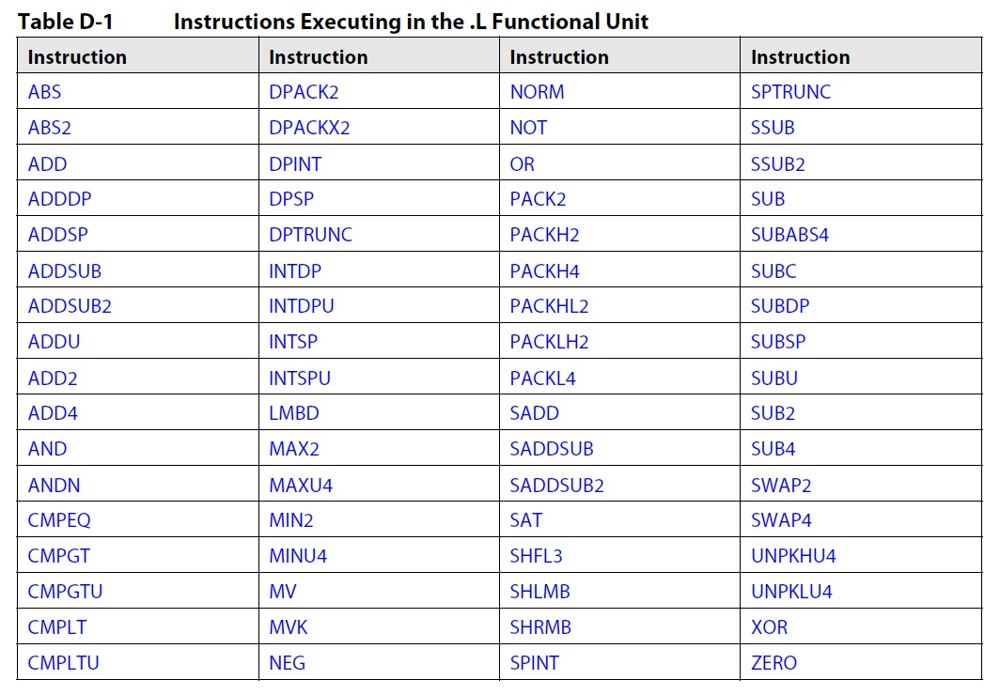 Table D-1 Instructions Executing in the .L Functional Unit
Instruction Instruction Instruction Instruction
ABS DPACK2 NORM SPTRUNC
ABS2 DPACKX2 NOT SSUB
ADD DPINT OR SSUB2
ADDDP DPSP PACK2 SUB
ADDSP DPTRUNC PACKH2 SUBABS4
ADDSUB INTDP PACKH4 SUBC
ADDSUB2 INTDPU PACKHL2 SUBDP
ADDU INTSP PACKLH2 SUBSP
ADD2 INTSPU PACKL4 SUBU
ADD4 LMBD SADD SUB2
AND MAX2 SADDSUB SUB4
ANDN MAXU4 SADDSUB2 SWAP2
CMPEQ MIN2 SAT SWAP4
CMPGT MINU4 SHFL3 UNPKHU4
CMPGTU MV SHLMB UNPKLU4
CMPLT MVK SHRMB XOR
CMPLTU NEG SPINT ZERO